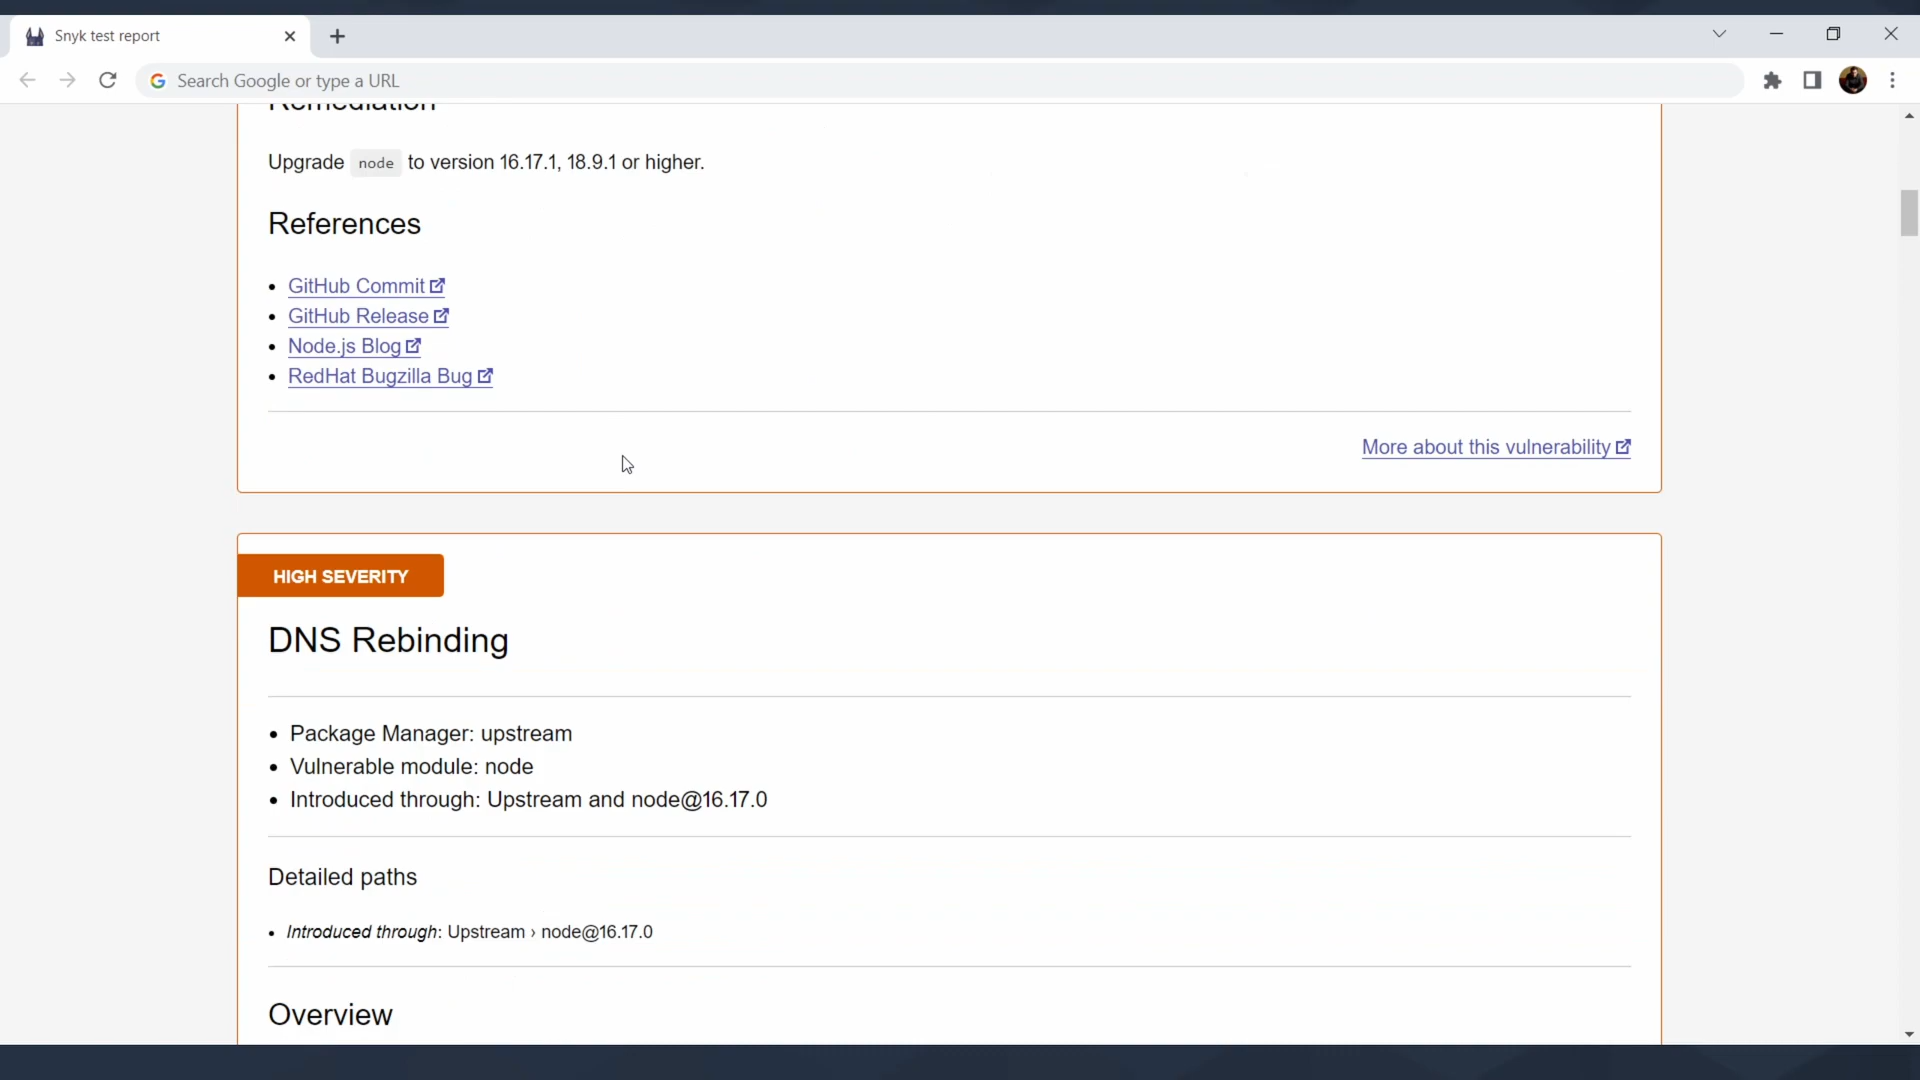 Snyk test report
Search Google or type a URL
Remediation
Upgrade node to version 16.17.1, 18.9.1 or higher.
References
GitHub Commit
GitHub Release
Node.js Blog
RedHat Bugzilla Bug
More about this vulnerability
HIGH SEVERITY
DNS Rebinding
Package Manager: upstream
Vulnerable module: node
Introduced through: Upstream and node@16.17.0
Detailed paths
Introduced through: Upstream › node@16.17.0
Overview